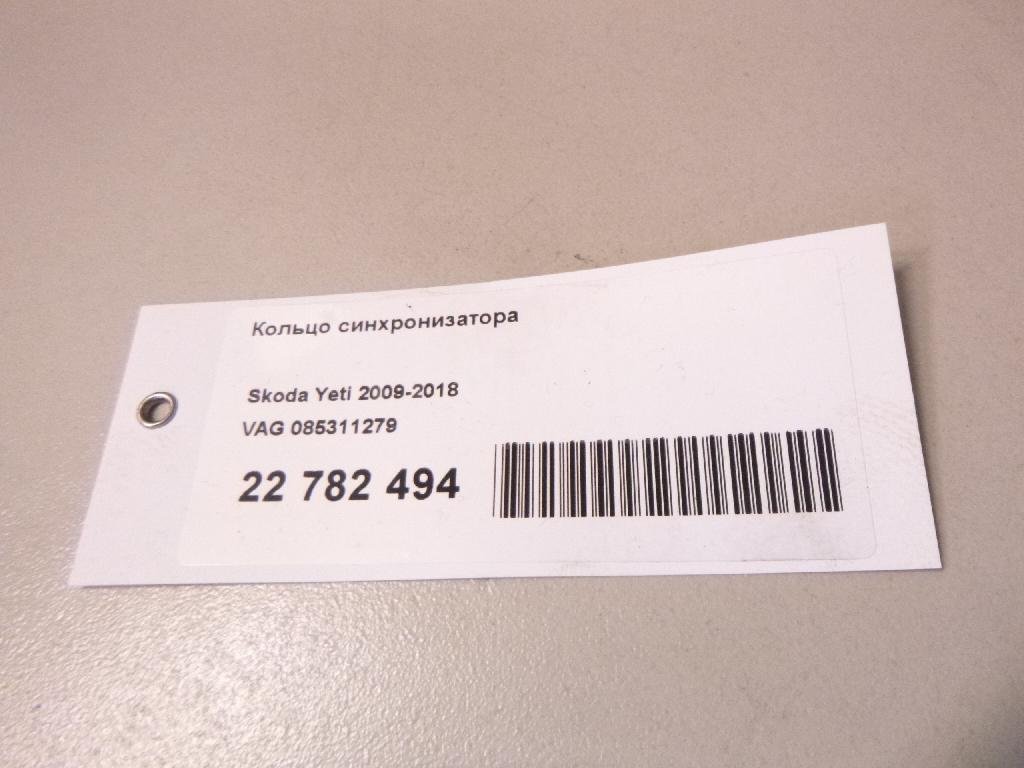 Кольцо синхронизатора
Skoda Yeti 2009-2018
VAG 085311279
22 782 494